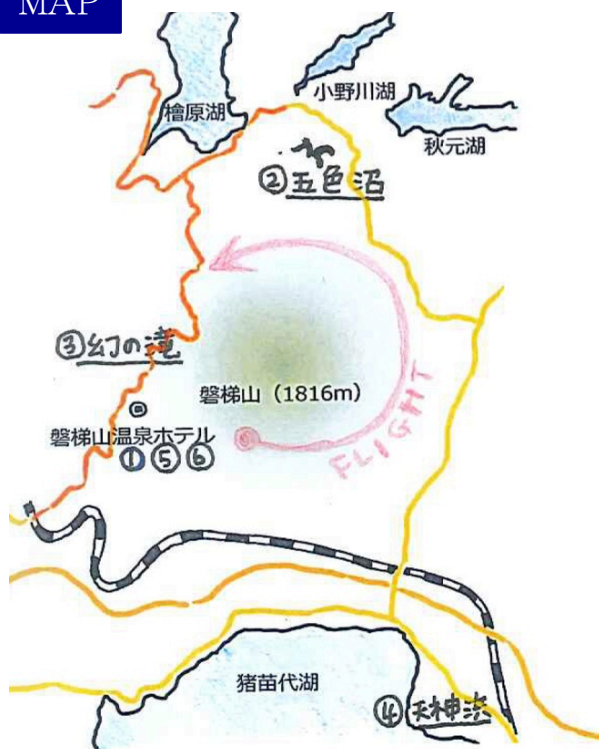 MAP
檜原湖
小野川湖
秋元湖
②五色沼
③幻の滝
磐梯山（1816m）
磐梯山温泉ホテル
①⑤⑥
FLIGHT
猪苗代湖
④天神浜